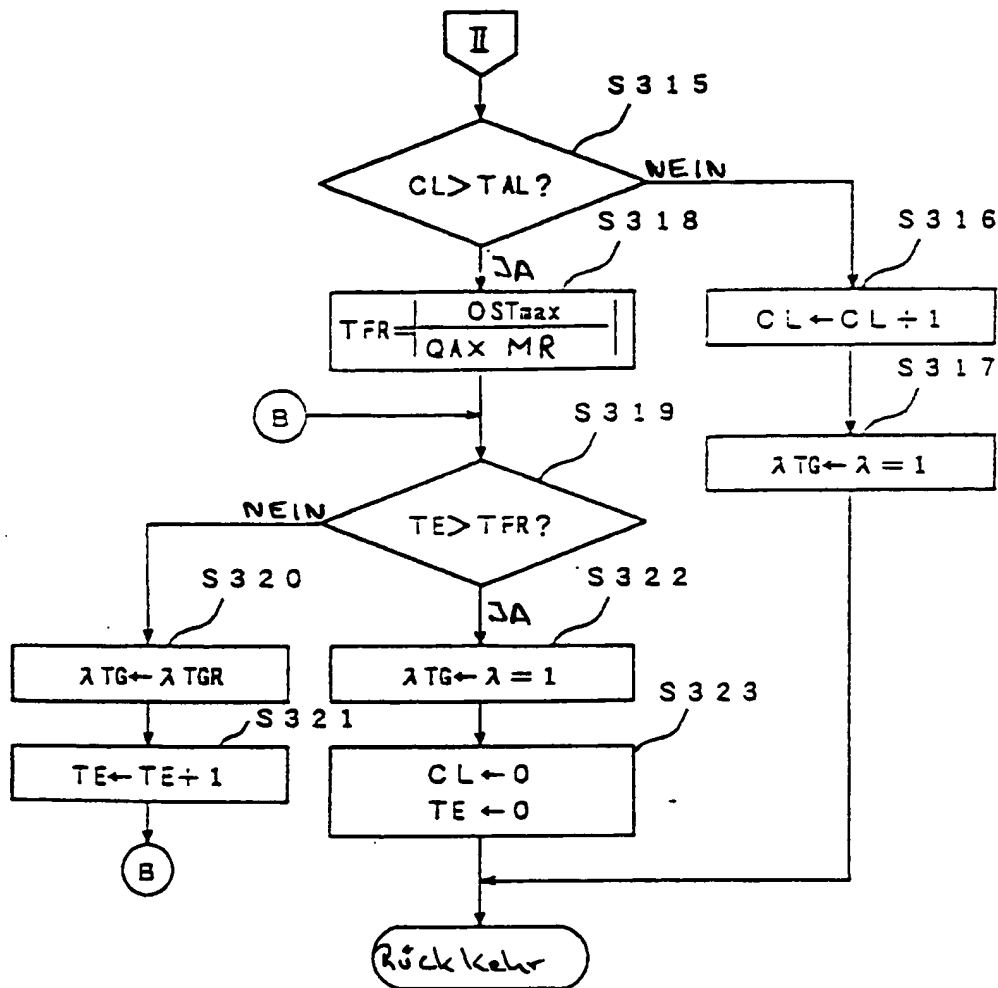 II
S315
CL>TAL?
NEIN
S316
CL←CL÷1
S317
λTG←λ=1
JA
S318
TFR=|OSTmax
QA× MR|
B
S319
TE>TFR?
NEIN
S320
λTG←λTGR
S321
TE←TE÷1
B
JA
S322
λTG←λ=1
S323
CL←0
TE←0
Rückkehr